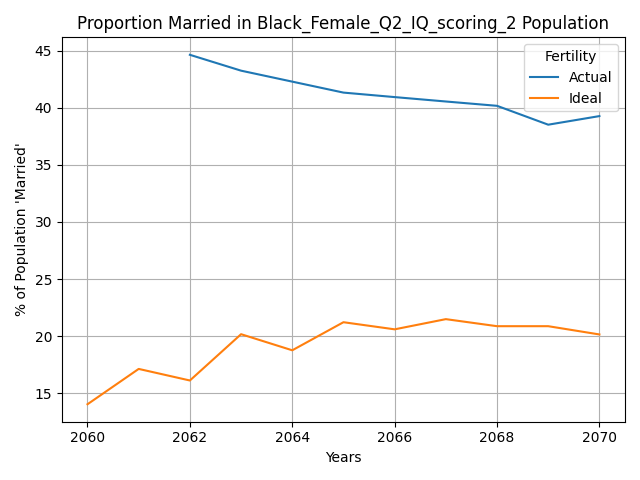 Proportion Married in Black_Female_Q2_IQ_scoring_2 Population
Fertility
Actual
Ideal
% of Population 'Married'
45
40
35
30
25
20
15
2060 2062 2064 2066 2068 2070
Years